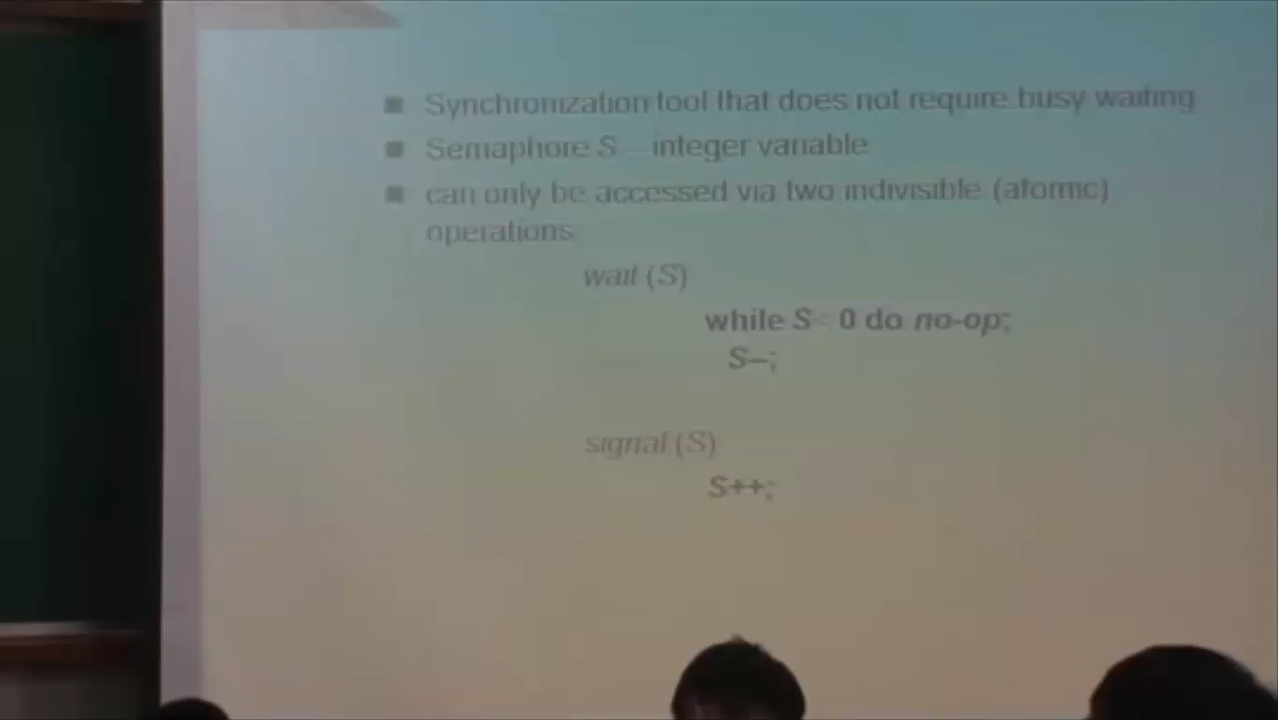 Synchronization tool that does not require busy waiting
Semaphore S – integer variable
can only be accessed via two indivisible (atomic)
operations
wait (S)
while S < 0 do no-op;
S--;
signal (S)
S++;